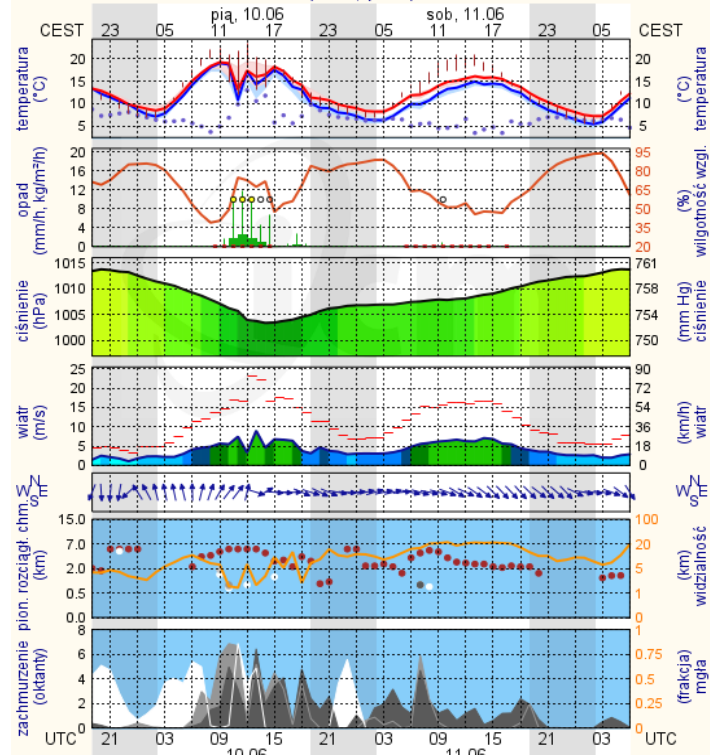 pią, 10.06 sob, 11.06
CEST 23 05 11 17 23 05 11 17 23 05 CEST
temperatura
(°C)
20
15
10
5
20
15
10
5
(°C)
temperatura
opad
(mm/h, kg/m²/h)
20
16
12
8
4
0
95
80
65
50
35
20
(%)
wilgotność wzgl.
ciśnienie
(hPa)
1015
1010
1005
1000
761
758
754
750
(mm Hg)
ciśnienie
wiatr
(m/s)
25
20
15
10
5
0
90
72
54
36
18
0
(km/h)
wiatr
N
W E
S
N
W E
S
pion. rozciągł. chm.
(km)
15.0
7.0
2.0
0.5
0.0
100
20
5
1
0
(km)
widzialność
zachmurzenie
(oktanty)
8
6
4
2
0
1
0.75
0.5
0.25
0
(frakcja)
mgła
UTC 21 03 09 15 21 03 09 15 21 03 UTC
10.06 11.06